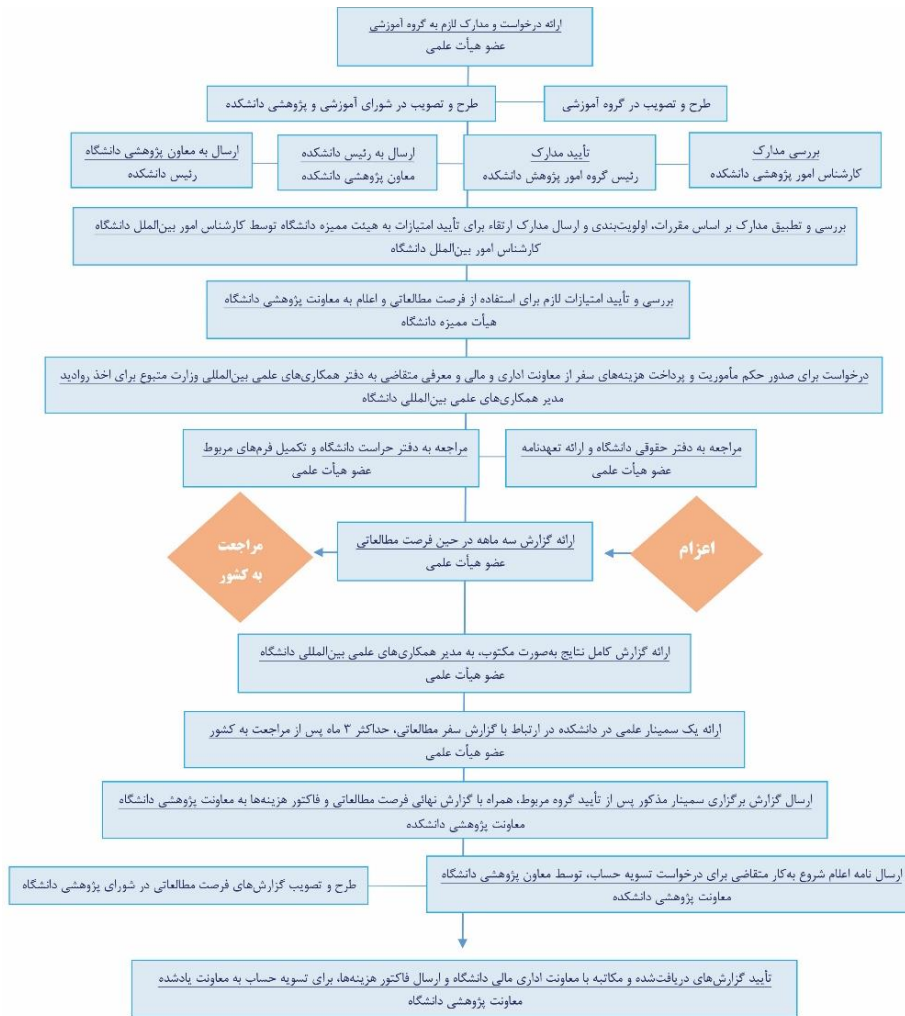 ارائه درخواست و مدارک لازم به گروه آموزشی
عضو هیأت علمی
طرح و تصویب در گروه آموزشی
طرح و تصویب در شورای آموزشی و پژوهشی دانشکده
بررسی مدارک
کارشناس امور پژوهشی دانشکده
تأیید مدارک
رئیس گروه امور پژوهش دانشکده
ارسال به رئیس دانشکده
معاون پژوهشی دانشکده
ارسال به معاون پژوهشی دانشگاه
رئیس دانشکده
بررسی و تطبیق مدارک بر اساس مقررات، اولویت‌بندی و ارسال مدارک ارتقاء برای تأیید امتیازات به هیئت ممیزه دانشگاه توسط کارشناس امور بین‌الملل دانشگاه
کارشناس امور بین‌الملل دانشگاه
بررسی و تأیید امتیازات لازم برای استفاده از فرصت مطالعاتی و اعلام به معاونت پژوهشی دانشگاه
هیأت ممیزه دانشگاه
درخواست برای صدور حکم مأموریت و پرداخت هزینه‌های سفر از معاونت اداری و مالی و معرفی متقاضی به دفتر همکاری‌های علمی بین‌المللی وزارت متبوع برای اخذ روادید
مدیر همکاری‌های علمی بین‌المللی دانشگاه
مراجعه به دفتر حقوقی دانشگاه و ارائه تعهدنامه
عضو هیأت علمی
مراجعه به دفتر حراست دانشگاه و تکمیل فرم‌های مربوط
عضو هیأت علمی
اعزام
ارائه گزارش سه ماهه در حین فرصت مطالعاتی
عضو هیأت علمی
مراجعت
به کشور
ارائه گزارش کامل نتایج به‌صورت مکتوب، به مدیر همکاری‌های علمی بین‌المللی دانشگاه
عضو هیأت علمی
ارائه یک سمینار علمی در دانشکده در ارتباط با گزارش سفر مطالعاتی، حداکثر ۳ ماه پس از مراجعت به کشور
عضو هیأت علمی
ارسال گزارش برگزاری سمینار مذکور پس از تأیید گروه مربوط، همراه با گزارش نهائی فرصت مطالعاتی و فاکتور هزینه‌ها به معاونت پژوهشی دانشگاه
معاونت پژوهشی دانشکده
ارسال نامه اعلام شروع به‌کار متقاضی برای درخواست تسویه حساب، توسط معاون پژوهشی دانشگاه
معاونت پژوهشی دانشکده
طرح و تصویب گزارش‌های فرصت مطالعاتی در شورای پژوهشی دانشگاه
تأیید گزارش‌های دریافت‌شده و مکاتبه با معاونت اداری مالی دانشگاه و ارسال فاکتور هزینه‌ها، برای تسویه حساب به معاونت یادشده
معاونت پژوهشی دانشگاه